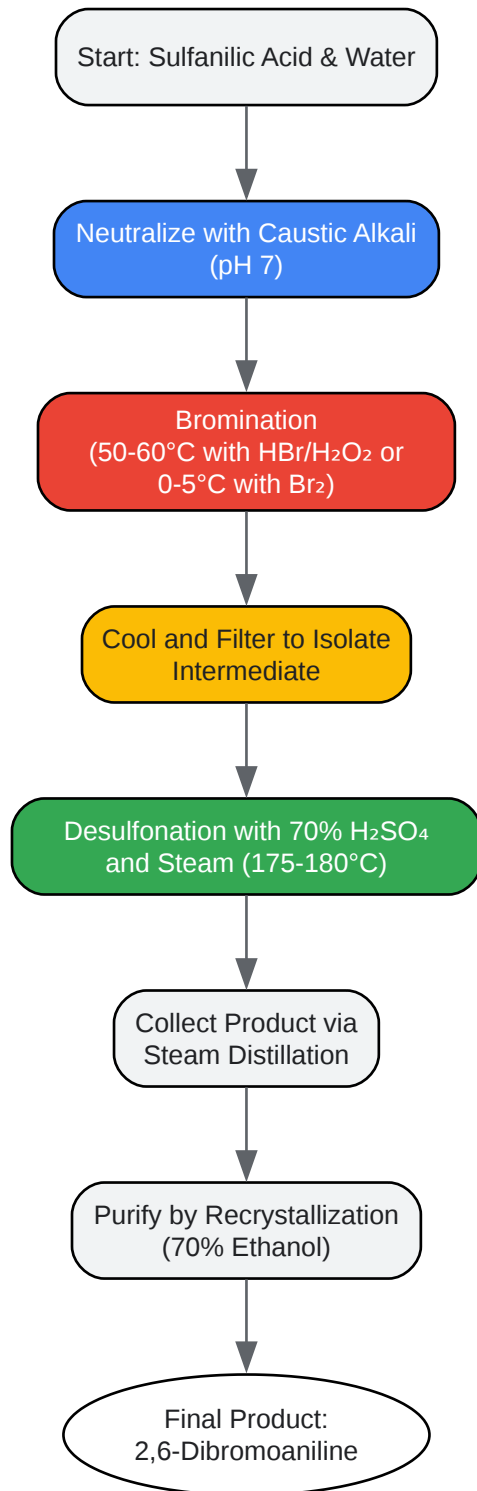 Start: Sulfanilic Acid & Water
Neutralize with Caustic Alkali
(pH 7)
Bromination
(50-60°C with HBr/H₂O₂ or
0-5°C with Br₂)
Cool and Filter to Isolate
Intermediate
Desulfonation with 70% H₂SO₄
and Steam (175-180°C)
Collect Product via
Steam Distillation
Purify by Recrystallization
(70% Ethanol)
Final Product:
2,6-Dibromoaniline